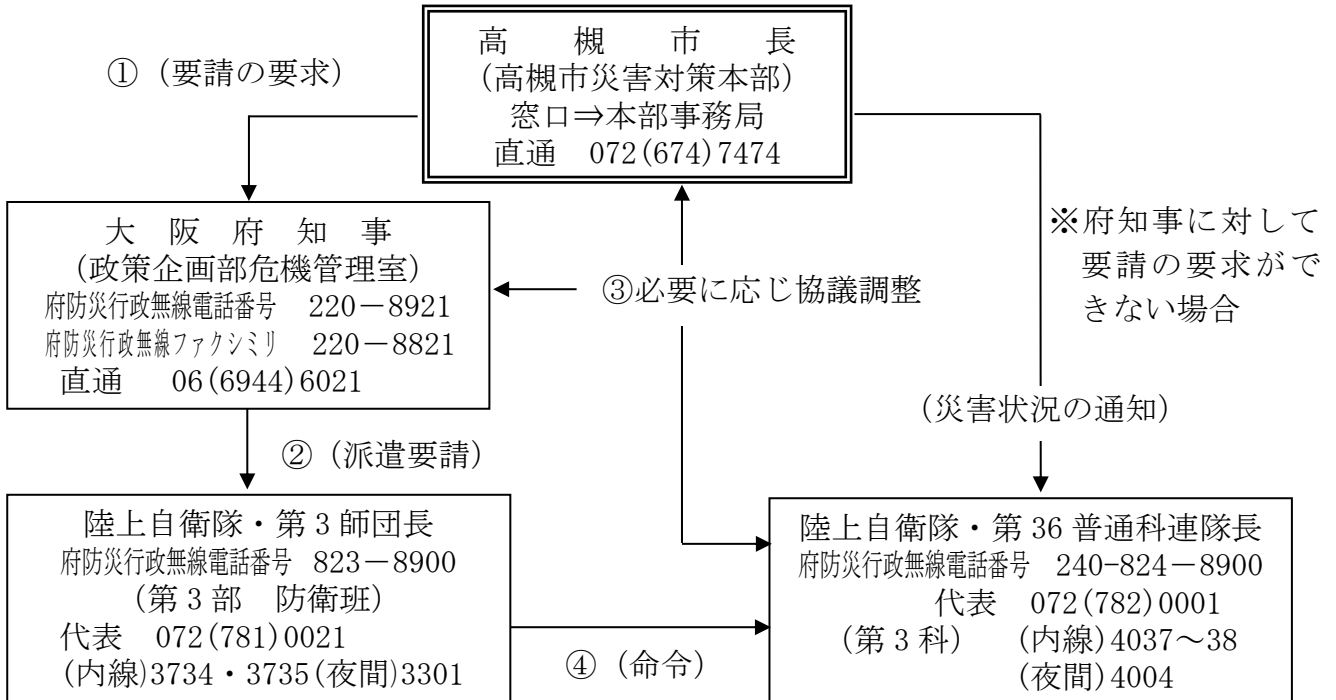 高槻市長
(高槻市災害対策本部)
窓口⇒本部事務局
直通 072(674)7474
①（要請の要求）
大阪府知事
(政策企画部危機管理室)
府防災行政無線電話番号 220－8921
府防災行政無線ファクシミリ 220－8821
直通 06(6944)6021
③必要に応じ協議調整
※府知事に対して
要請の要求がで
きない場合
(災害状況の通知)
②（派遣要請）
陸上自衛隊・第3師団長
府防災行政無線電話番号 823－8900
(第3部 防衛班)
代表 072(781)0021
(内線)3734・3735(夜間)3301
④（命令）
陸上自衛隊・第36普通科連隊長
府防災行政無線電話番号 240-824－8900
代表 072(782)0001
(第3科) (内線)4037～38
(夜間)4004